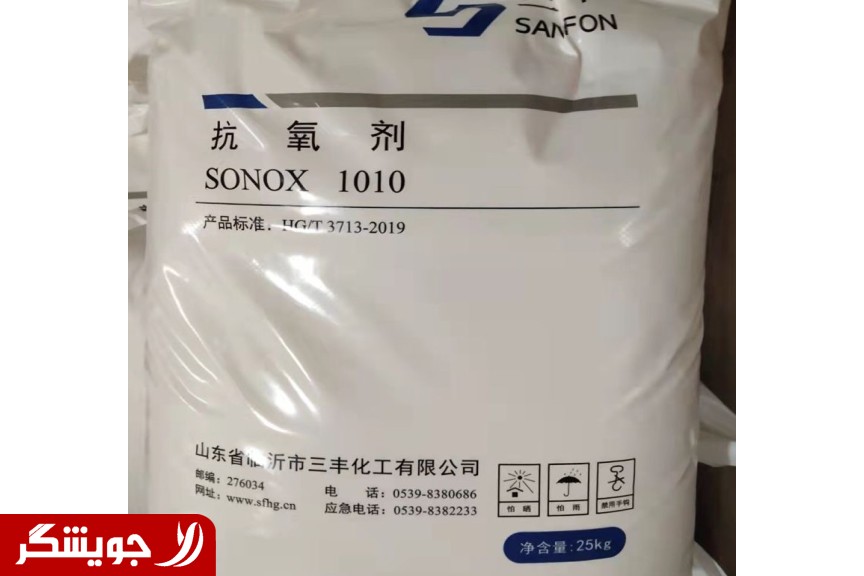 SANFON
抗氧剂
SONOX 1010
产品标准：HG/T 3713-2019
山东省临沂市三丰化工有限公司
邮编：276034
电 话：0539-8380686
网址：www.sfhg.cn
应急电话：0539-8382233
怕晒
怕雨
禁用手钩
净含量：25kg
جویشگر